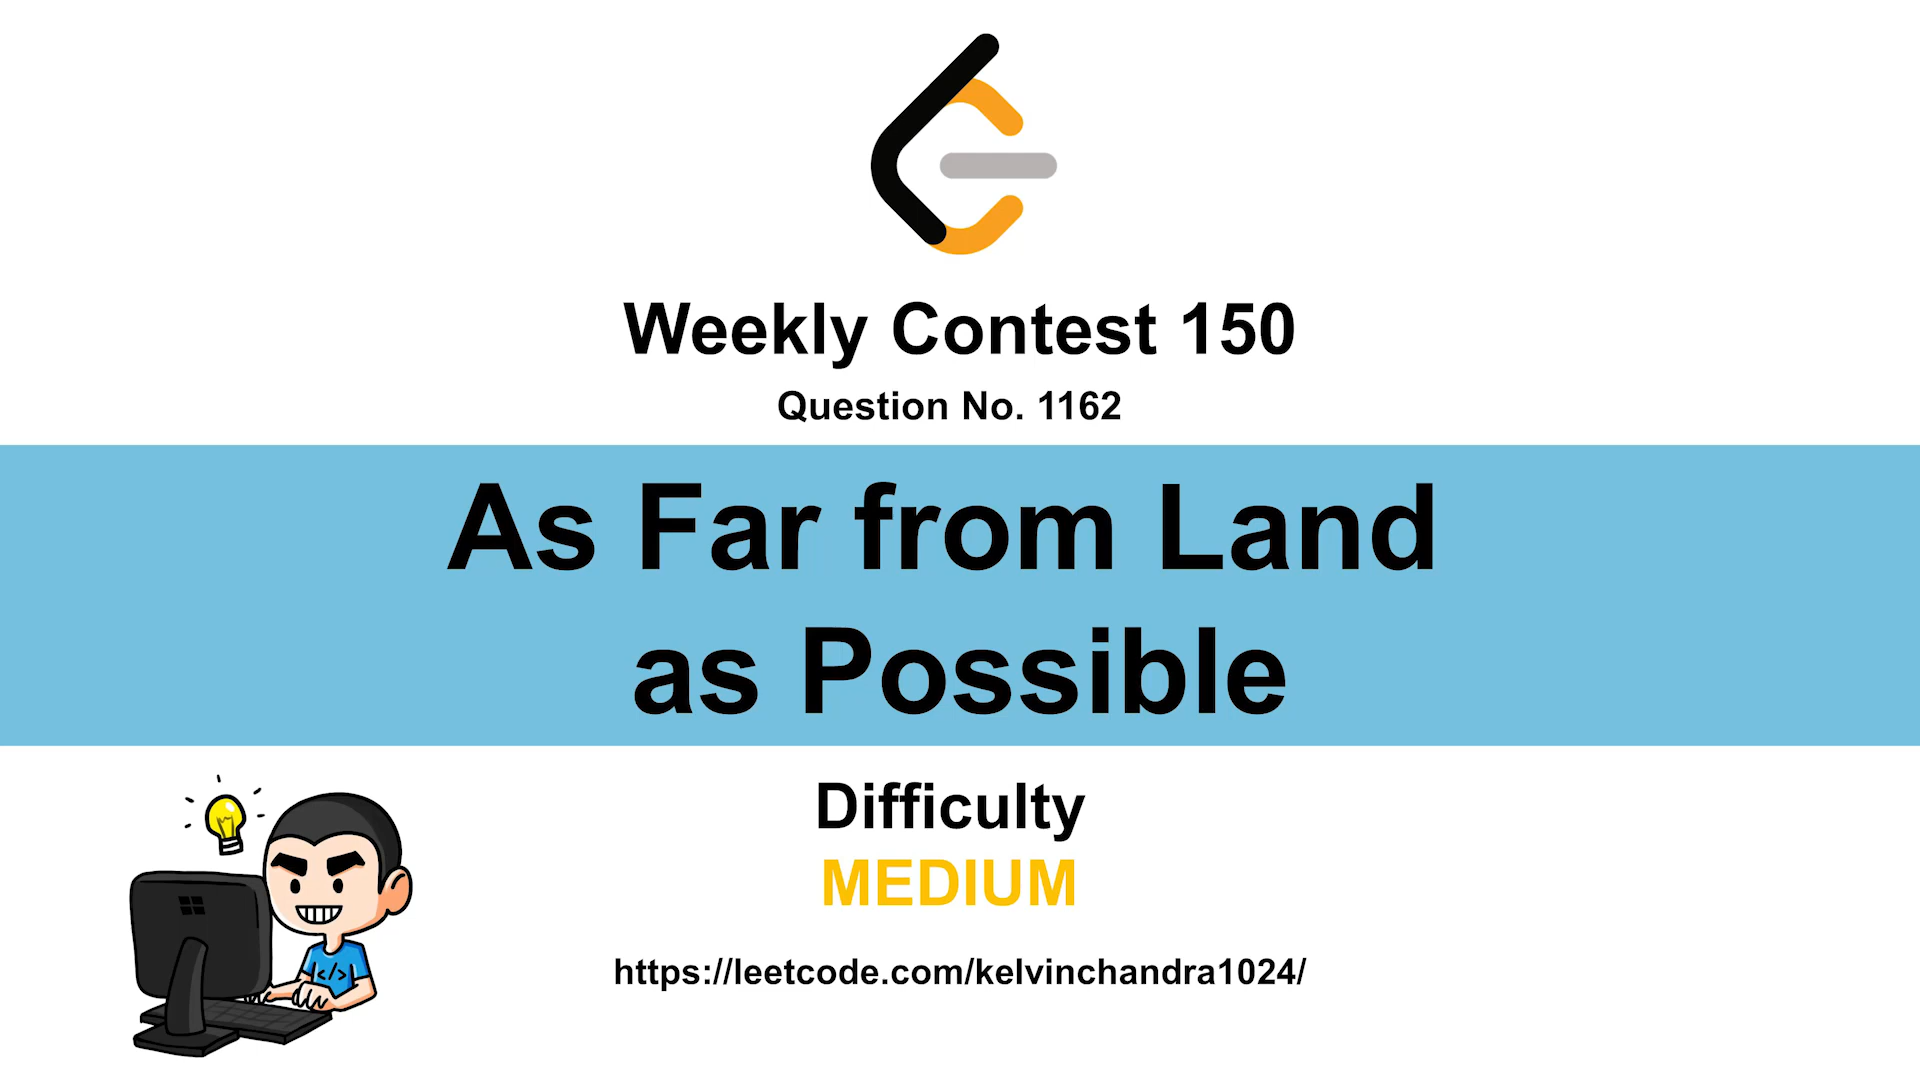 Weekly Contest 150
Question No. 1162
As Far from Land
as Possible
Difficulty
MEDIUM
</>
https://leetcode.com/kelvinchandra1024/